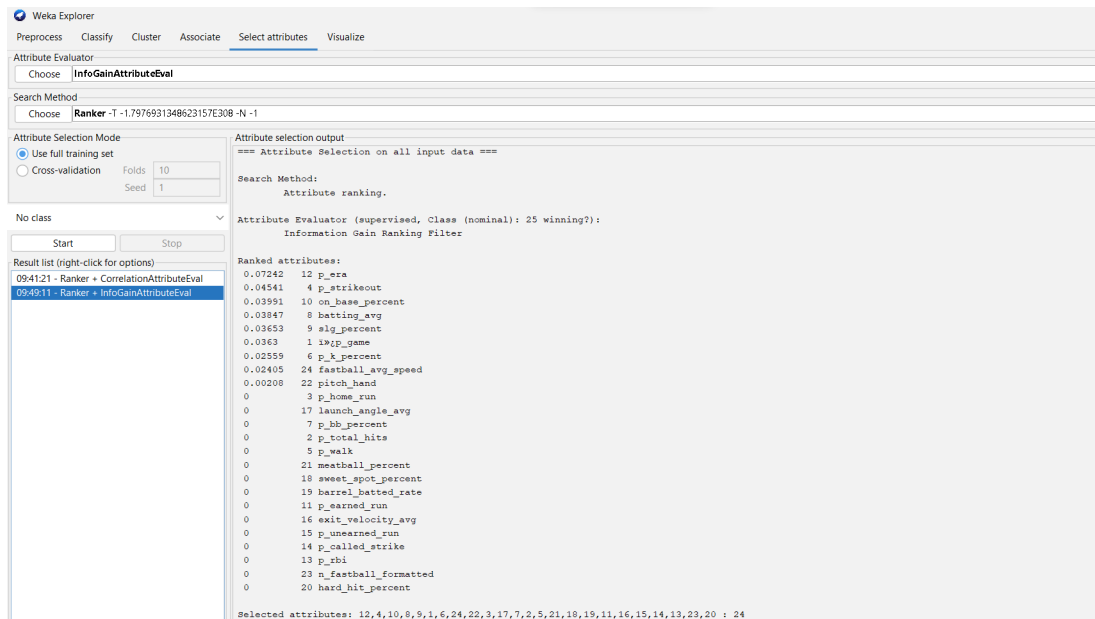 Weka Explorer
Preprocess Classify Cluster Associate Select attributes Visualize
Attribute Evaluator
Choose InfoGainAttributeEval
Search Method
Choose Ranker -T -1.7976931348623157E308 -N -1
Attribute Selection Mode
Use full training set
Cross-validation Folds 10
Seed 1
No class
Start Stop
Result list (right-click for options)
09:41:21 - Ranker + CorrelationAttributeEval
09:49:11 - Ranker + InfoGainAttributeEval
Attribute selection output
=== Attribute Selection on all input data ===
Search Method:
Attribute ranking.
Attribute Evaluator (supervised, Class (nominal): 25 winning?):
Information Gain Ranking Filter
Ranked attributes:
0.07242 12 p_era
0.04541 4 p_strikeout
0.03991 10 on_base_percent
0.03847 8 batting_avg
0.03653 9 slg_percent
0.0363 1 ï»¿p_game
0.02559 6 p_k_percent
0.02405 24 fastball_avg_speed
0.00208 22 pitch_hand
0 3 p_home_run
0 17 launch_angle_avg
0 7 p_bb_percent
0 2 p_total_hits
0 5 p_walk
0 21 meatball_percent
0 18 sweet_spot_percent
0 19 barrel_batted_rate
0 11 p_earned_run
0 16 exit_velocity_avg
0 15 p_unearned_run
0 14 p_called_strike
0 13 p_rbi
0 23 n_fastball_formatted
0 20 hard_hit_percent
Selected attributes: 12,4,10,8,9,1,6,24,22,3,17,7,2,5,21,18,19,11,16,15,14,13,23,20 : 24